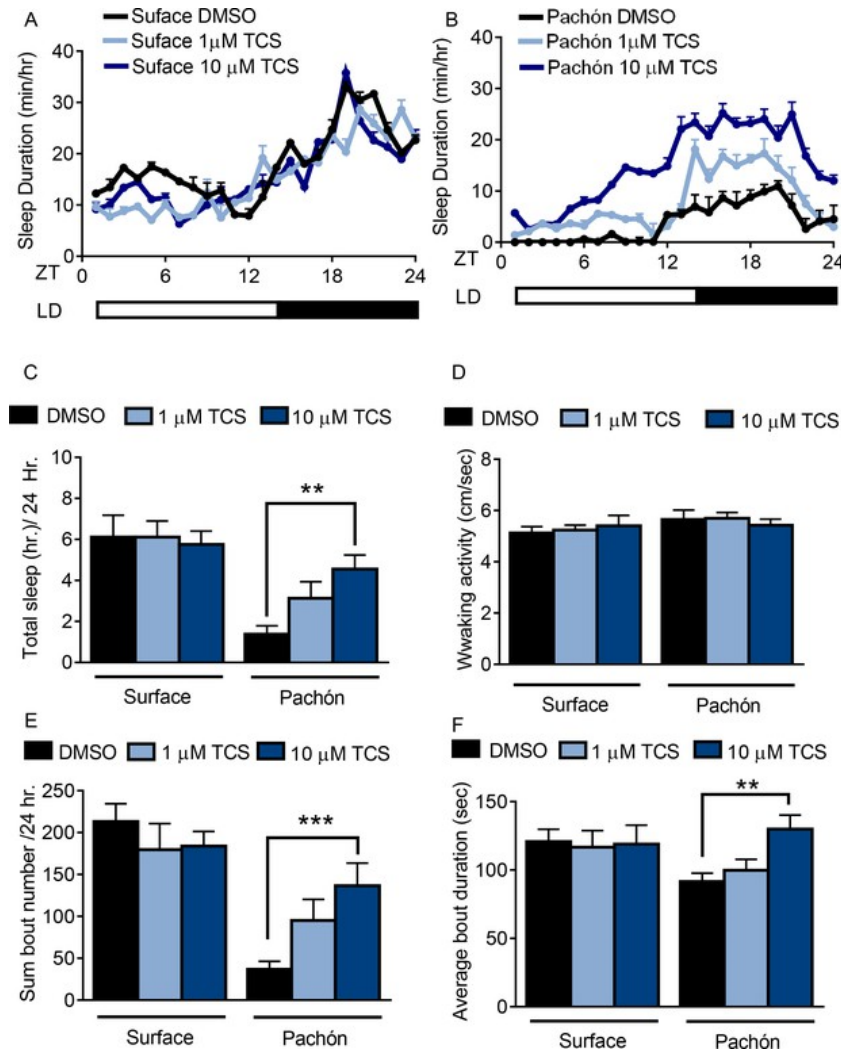 A
Suface DMSO
Suface 1μM TCS
Suface 10 μM TCS
Sleep Duration (min/hr)
40
30
20
10
0
ZT 0 6 12 18 24
LD
B
Pachón DMSO
Pachón 1μM TCS
Pachón 10 μM TCS
Sleep Duration (min/hr)
40
30
20
10
0
ZT 0 6 12 18 24
LD
C
DMSO 1 μM TCS 10 μM TCS
Total sleep (hr.)/ 24 Hr.
10
8
6
4
2
0
**
Surface Pachón
D
DMSO 1 μM TCS 10 μM TCS
Wwaking activity (cm/sec)
8
6
4
2
0
Surface Pachón
E
DMSO 1 μM TCS 10 μM TCS
Sum bout number /24 hr.
250
200
150
100
50
0
***
Surface Pachón
F
DMSO 1 μM TCS 10 μM TCS
Average bout duration (sec)
150
100
50
0
**
Surface Pachón